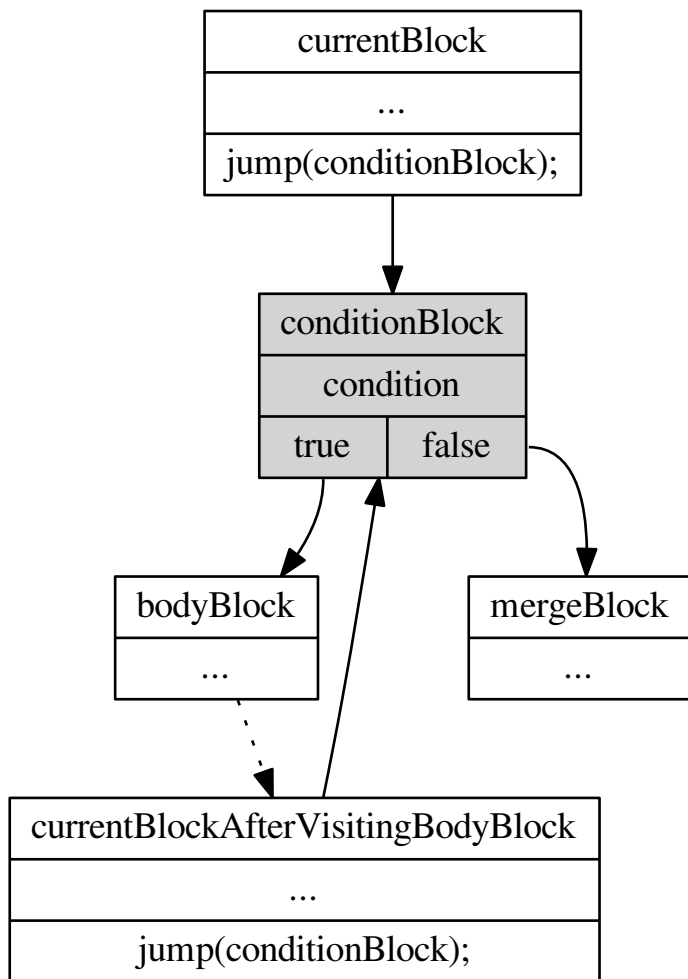 currentBlock
...
jump(conditionBlock);
conditionBlock
condition
true false
bodyBlock
...
mergeBlock
...
currentBlockAfterVisitingBodyBlock
...
jump(conditionBlock);